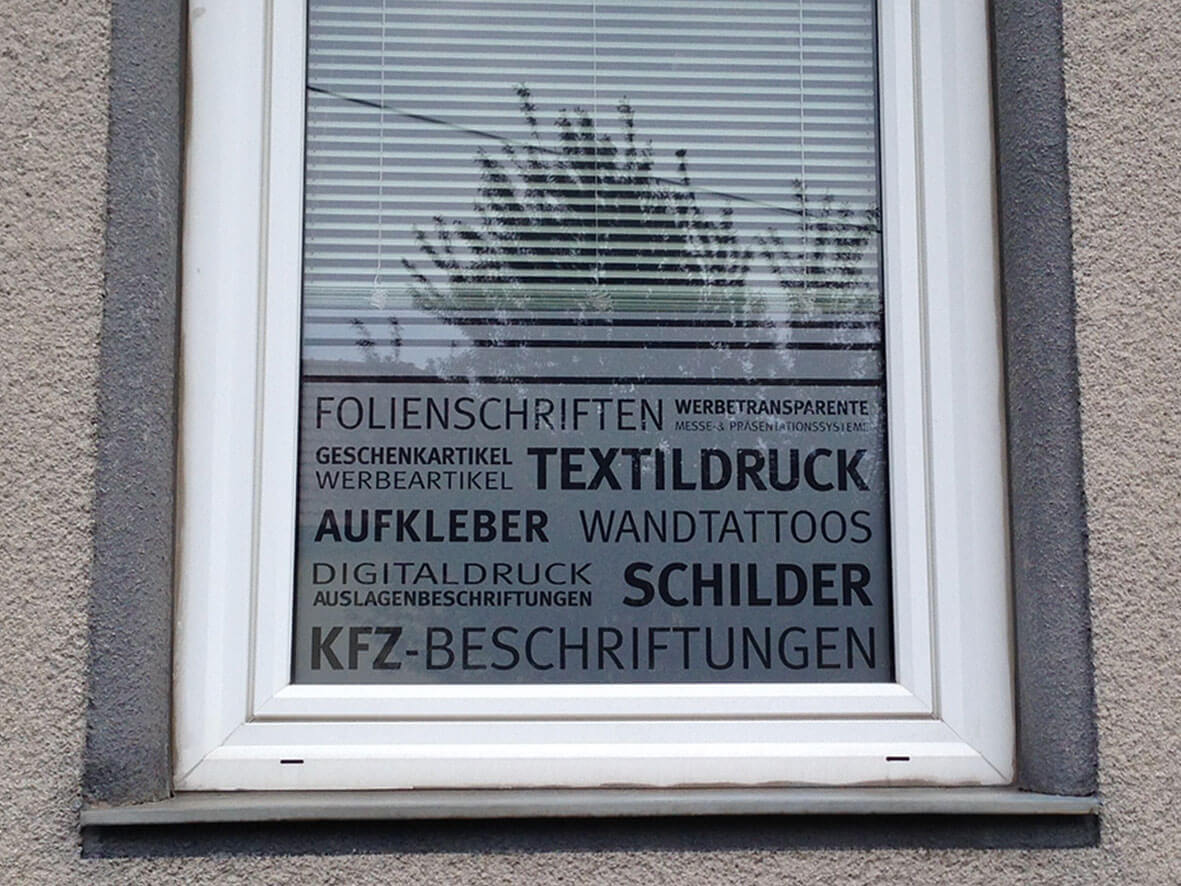 FOLIENSCHRIFTEN WERBETRANSPARENTE
MESSE- & PRÄSENTATIONSSYSTEME
GESCHENKARTIKEL
WERBEARTIKEL
TEXTILDRUCK
AUFKLEBER WANDTATTOOS
DIGITALDRUCK
AUSLAGENBESCHRIFTUNGEN
SCHILDER
KFZ-BESCHRIFTUNGEN